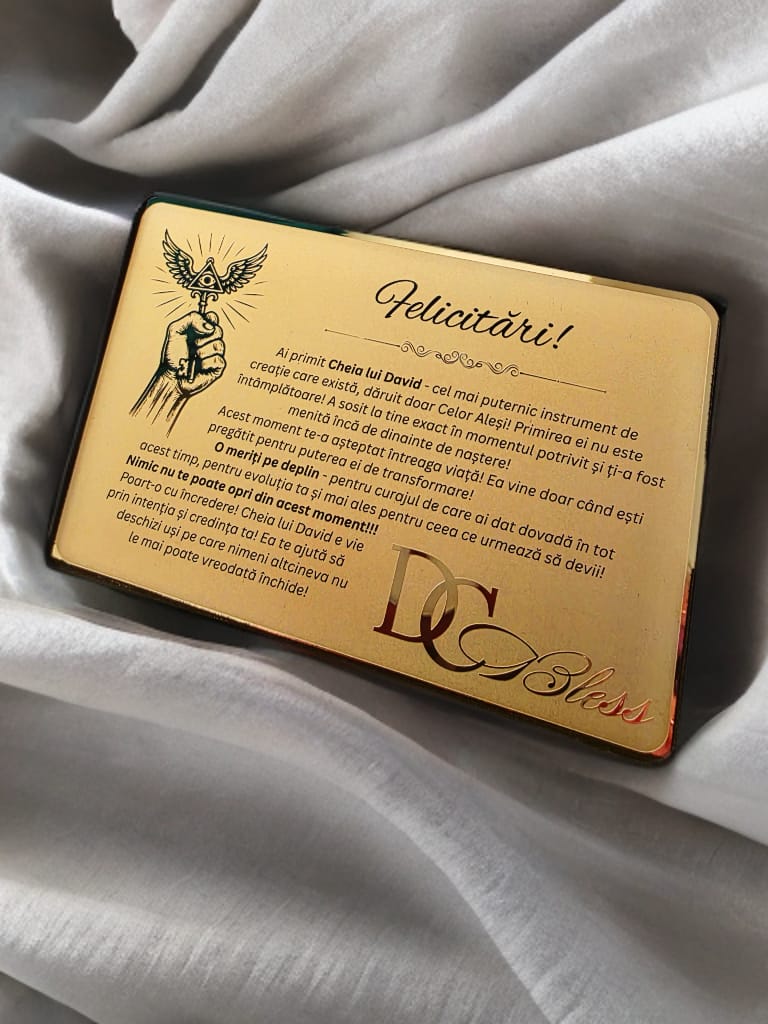 Felicitări!
Ai primit Cheia lui David - cel mai puternic instrument de
creație care există, dăruit doar Celor Aleși! Primirea ei nu este
întâmplătoare! A sosit la tine exact în momentul potrivit și ți-a fost
menită încă de dinainte de naștere!
Acest moment te-a așteptat întreaga viață! Ea vine doar când ești
pregătit pentru puterea ei de transformare!
O meriți pe deplin - pentru curajul de care ai dat dovadă în tot
acest timp, pentru evoluția ta și mai ales pentru ceea ce urmează să devii!
Nimic nu te poate opri din acest moment!!!
Poart-o cu încredere! Cheia lui David e vie
prin intenția și credința ta! Ea te ajută să
deschizi uși pe care nimeni altcineva nu
le mai poate vreodată închide!
DC Bless